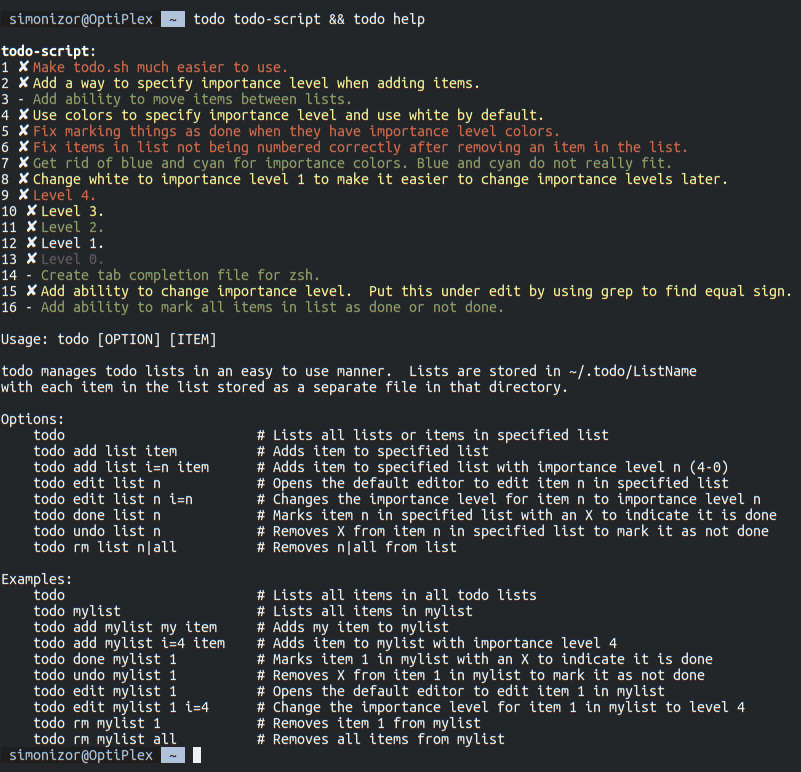 simonizor@OptiPlex ~ todo todo-script && todo help
todo-script:
1 ✘ Make todo.sh much easier to use.
2 ✘ Add a way to specify importance level when adding items.
3 - Add ability to move items between lists.
4 ✘ Use colors to specify importance level and use white by default.
5 ✘ Fix marking things as done when they have importance level colors.
6 ✘ Fix items in list not being numbered correctly after removing an item in the list.
7 ✘ Get rid of blue and cyan for importance colors. Blue and cyan do not really fit.
8 ✘ Change white to importance level 1 to make it easier to change importance levels later.
9 ✘ Level 4.
10 ✘ Level 3.
11 ✘ Level 2.
12 ✘ Level 1.
13 ✘ Level 0.
14 - Create tab completion file for zsh.
15 ✘ Add ability to change importance level.  Put this under edit by using grep to find equal sign.
16 - Add ability to mark all items in list as done or not done.
Usage: todo [OPTION] [ITEM]
todo manages todo lists in an easy to use manner.  Lists are stored in ~/.todo/ListName
with each item in the list stored as a separate file in that directory.
Options:
todo # Lists all lists or items in specified list
todo add list item # Adds item to specified list
todo add list i=n item # Adds item to specified list with importance level n (4-0)
todo edit list n # Opens the default editor to edit item n in specified list
todo edit list n i=n # Changes the importance level for item n to importance level n
todo done list n # Marks item n in specified list with an X to indicate it is done
todo undo list n # Removes X from item n in specified list to mark it as not done
todo rm list n|all # Removes n|all from list
Examples:
todo # Lists all items in all todo lists
todo mylist # Lists all items in mylist
todo add mylist my item # Adds my item to mylist
todo add mylist i=4 item # Adds item to mylist with importance level 4
todo done mylist 1 # Marks item 1 in mylist with an X to indicate it is done
todo undo mylist 1 # Removes X from item 1 in mylist to mark it as not done
todo edit mylist 1 # Opens the default editor to edit item 1 in mylist
todo edit mylist 1 i=4 # Change the importance level for item 1 in mylist to level 4
todo rm mylist 1 # Removes item 1 from mylist
todo rm mylist all # Removes all items from mylist
simonizor@OptiPlex ~